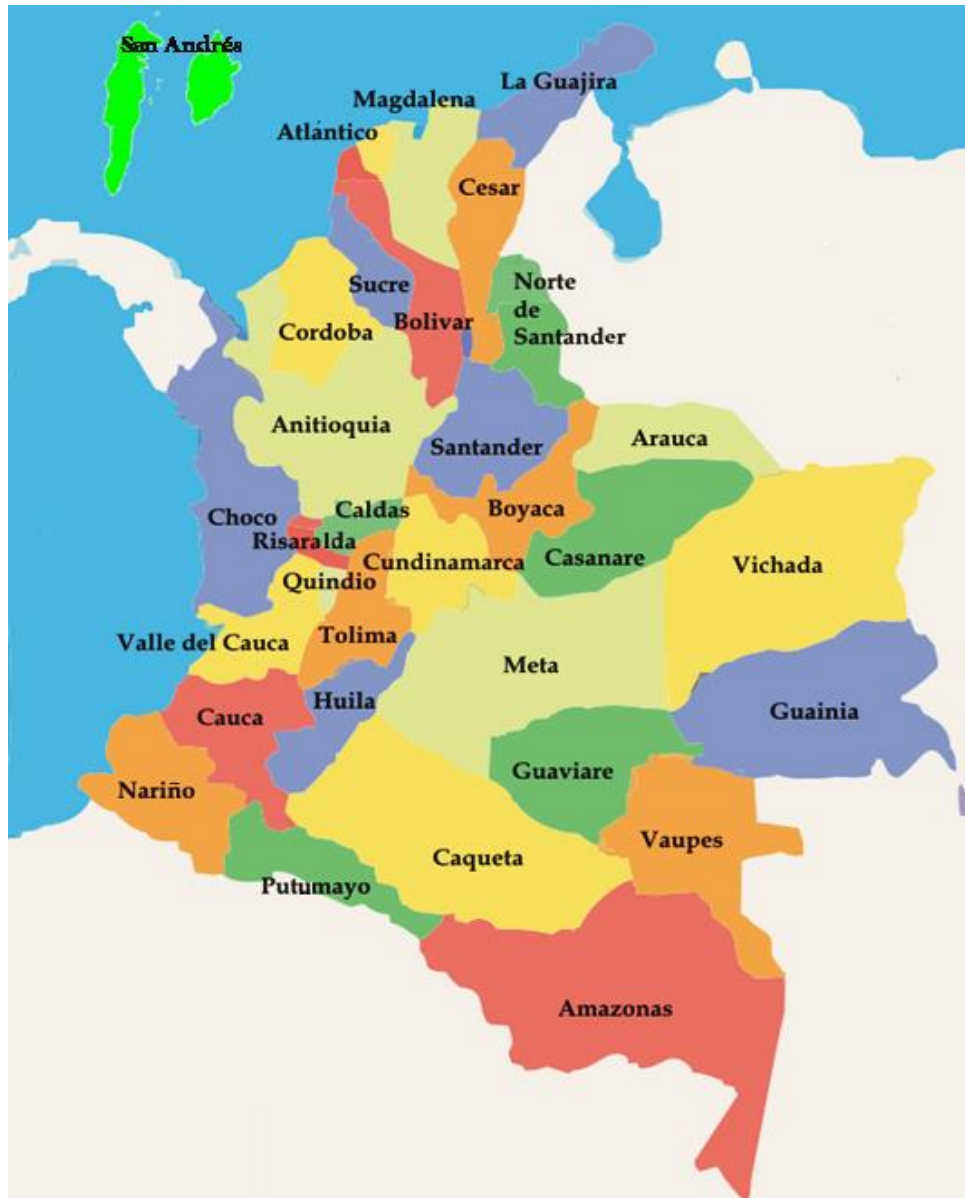 San Andrés
La Guajira
Magdalena
Atlántico
Cesar
Sucre
Norte
de
Santander
Bolivar
Cordoba
Anitioquia
Santander
Arauca
Caldas
Boyaca
Choco
Risaralda
Cundinamarca
Casanare
Vichada
Quindio
Valle del Cauca
Tolima
Meta
Huila
Guainia
Cauca
Guaviare
Nariño
Vaupes
Caqueta
Putumayo
Amazonas